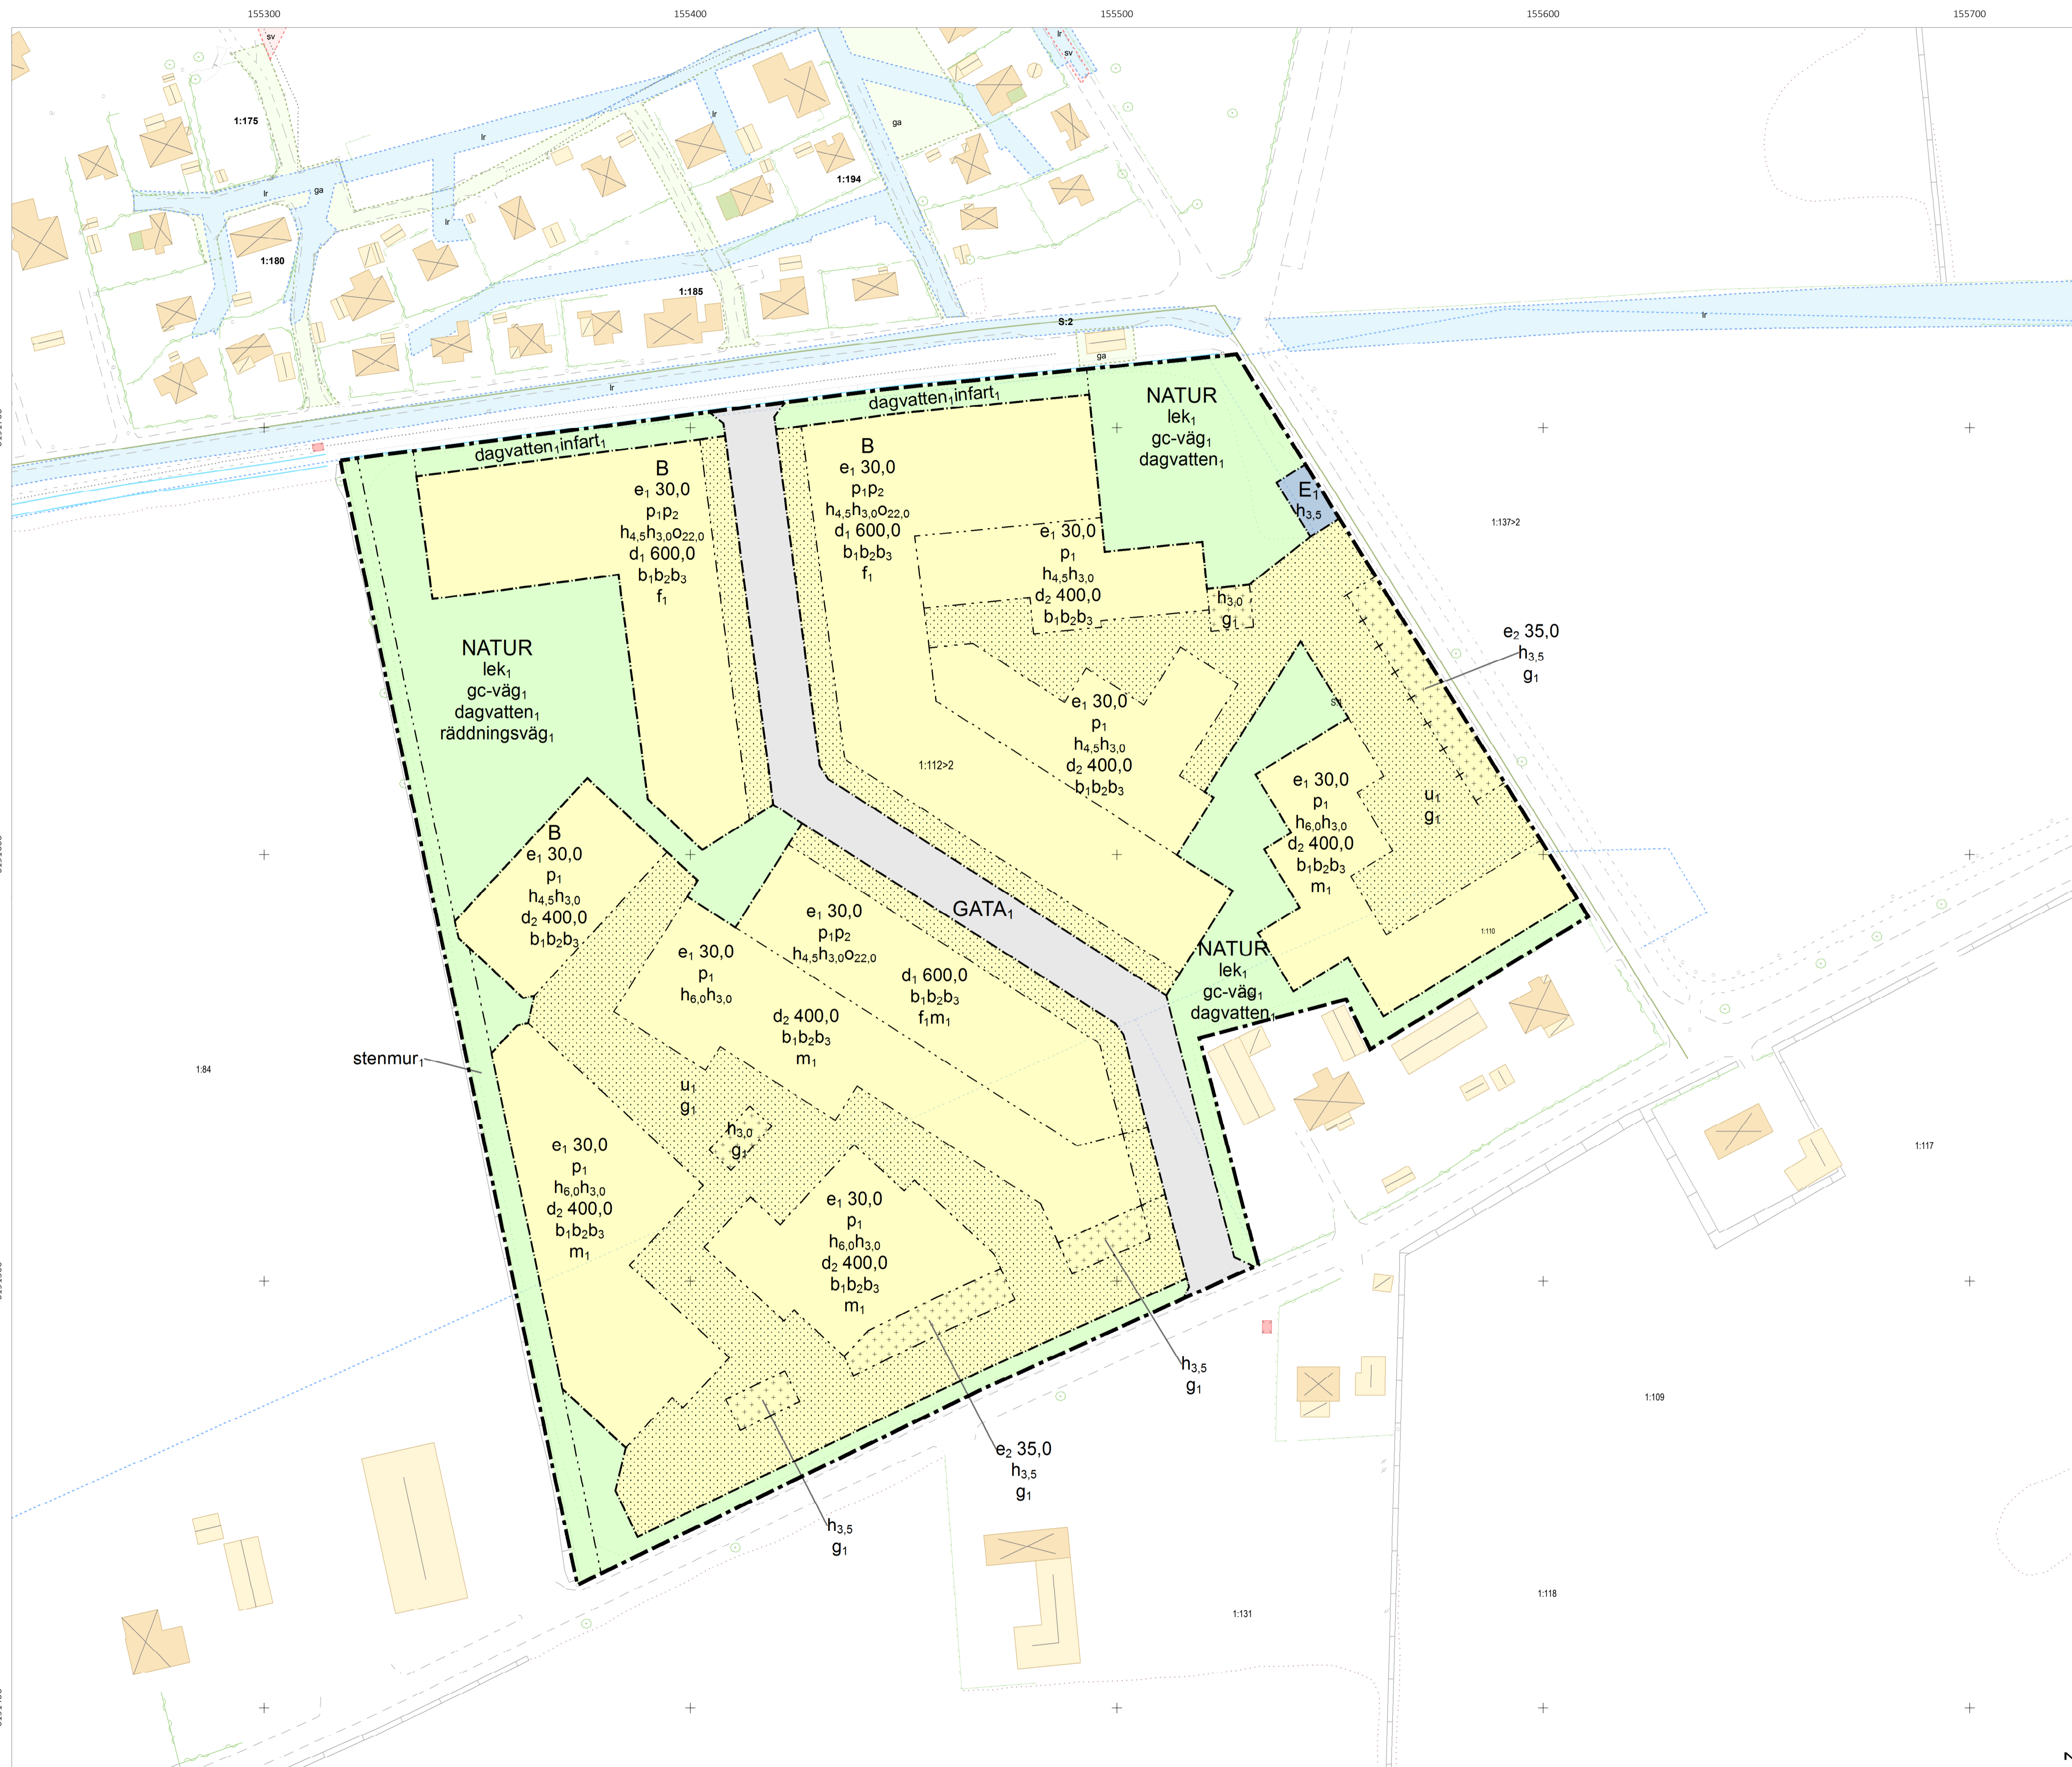 155300
155400
155500
155600
155700
sv
lr
sv
1:175
lr
lr
ga
lr
ga
1:194
lr
1:180
1:185
S:2
lr
lr
ga
dagvatten₁infart₁
dagvatten₁infart₁
NATUR
lek₁
gc-väg₁
dagvatten₁
B
e₁ 30,0
p₁p₂
h₄,₅h₃,₀o₂₂,₀
d₁ 600,0
b₁b₂b₃
f₁
B
e₁ 30,0
p₁p₂
h₄,₅h₃,₀o₂₂,₀
d₁ 600,0
b₁b₂b₃
f₁
E₁
h₃,₅
1:137>2
e₁ 30,0
p₁
h₄,₅h₃,₀
d₂ 400,0
b₁b₂b₃
h₃,₀
g₁
e₂ 35,0
h₃,₅
g₁
NATUR
lek₁
gc-väg₁
dagvatten₁
räddningsväg₁
e₁ 30,0
p₁
h₄,₅h₃,₀
d₂ 400,0
b₁b₂b₃
1:112>2
e₁ 30,0
p₁
h₆,₀h₃,₀
d₂ 400,0
b₁b₂b₃
m₁
u₁
g₁
B
e₁ 30,0
p₁
h₄,₅h₃,₀
d₂ 400,0
b₁b₂b₃
GATA₁
e₁ 30,0
p₁p₂
h₄,₅h₃,₀o₂₂,₀
d₁ 600,0
b₁b₂b₃
f₁m₁
1:110
e₁ 30,0
p₁
h₆,₀h₃,₀
d₂ 400,0
b₁b₂b₃
m₁
NATUR
lek₁
gc-väg₁
dagvatten₁
stenmur₁
1:84
u₁
g₁
h₃,₀
g₁
1:117
e₁ 30,0
p₁
h₆,₀h₃,₀
d₂ 400,0
b₁b₂b₃
m₁
e₁ 30,0
p₁
h₆,₀h₃,₀
d₂ 400,0
b₁b₂b₃
m₁
h₃,₅
g₁
1:109
e₂ 35,0
h₃,₅
g₁
h₃,₅
g₁
1:118
1:131